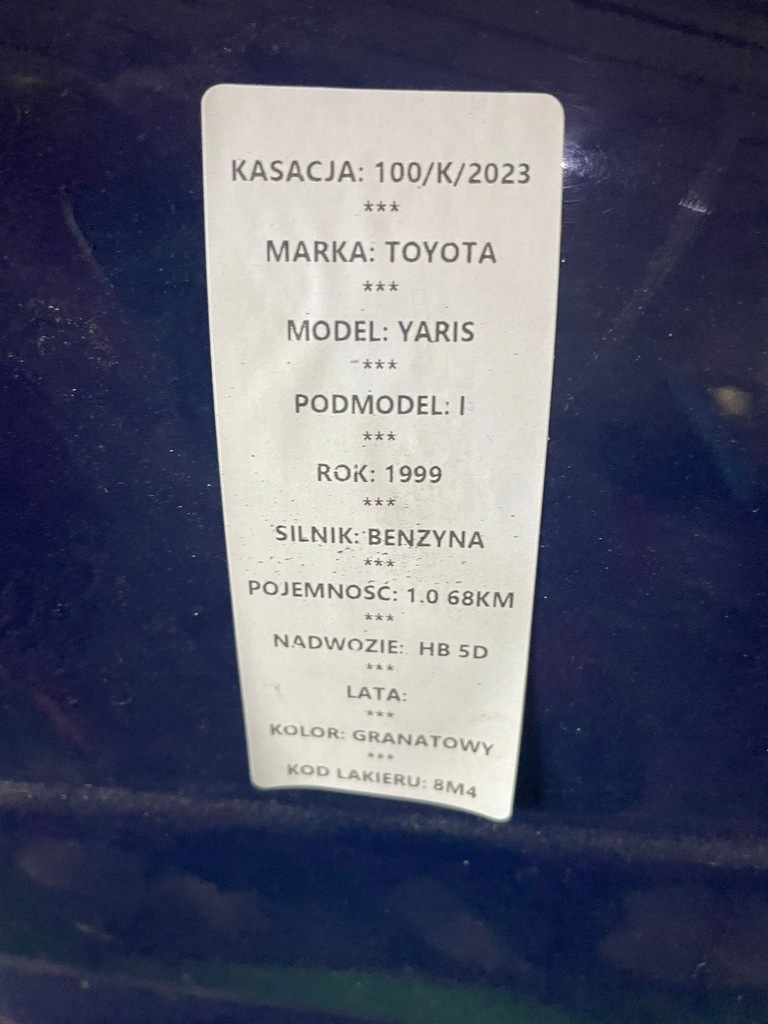 KASACJA: 100/K/2023
***
MARKA: TOYOTA
***
MODEL: YARIS
***
PODMODEL: I
***
ROK: 1999
***
SILNIK: BENZYNA
***
POJEMNOŚĆ: 1.0 68KM
***
NADWOZIE: HB 5D
***
LATA:
***
KOLOR: GRANATOWY
***
KOD LAKIERU: 8M4